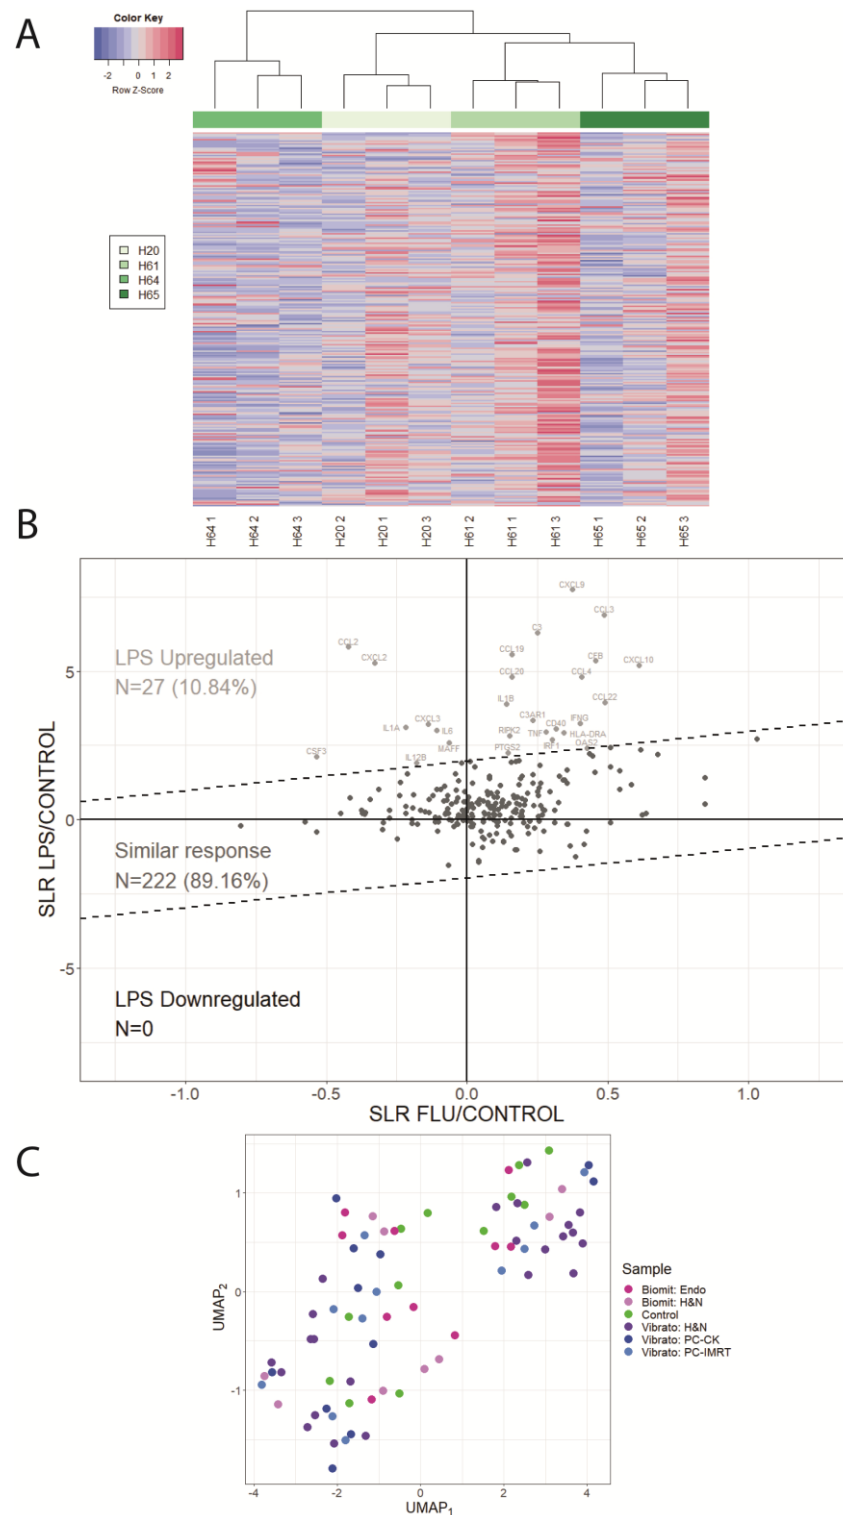 A
Color Key
-2 0 1 2
Row Z-Score
H20
H61
H64
H65
H64 1
H64 2
H64 3
H20 2
H20 1
H20 3
H61 2
H61 1
H61 3
H65 1
H65 2
H65 3
B
CXCL9
CCL3
C3
CCL2
CXCL2
CCL19
CFB
CXCL10
CCL20
CCL4
IL1B
CCL22
LPS Upregulated
N=27 (10.84%)
C3AR1
IFNG
CXCL3
IL1A
IL6
CD40
RIPK2
TNF
HLA-DRA
MAFF
IRF1
OAS2
PTGS2
CSF3
IL12B
5
0
-5
Similar response
N=222 (89.16%)
LPS Downregulated
N=0
SLR LPS/CONTROL
-1.0 -0.5 0.0 0.5 1.0
SLR FLU/CONTROL
C
1
0
-1
UMAP2
-4 -2 0 2 4
UMAP1
Sample
Biomit: Endo
Biomit: H&N
Control
Vibrato: H&N
Vibrato: PC-CK
Vibrato: PC-IMRT